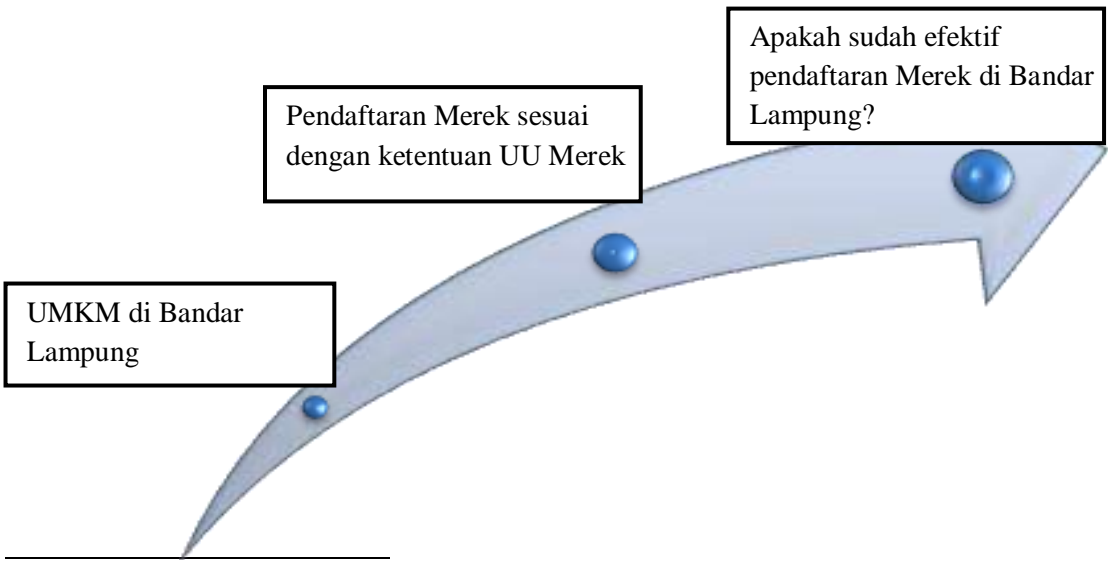 Apakah sudah efektif
pendaftaran Merek di Bandar
Lampung?
Pendaftaran Merek sesuai
dengan ketentuan UU Merek
UMKM di Bandar
Lampung